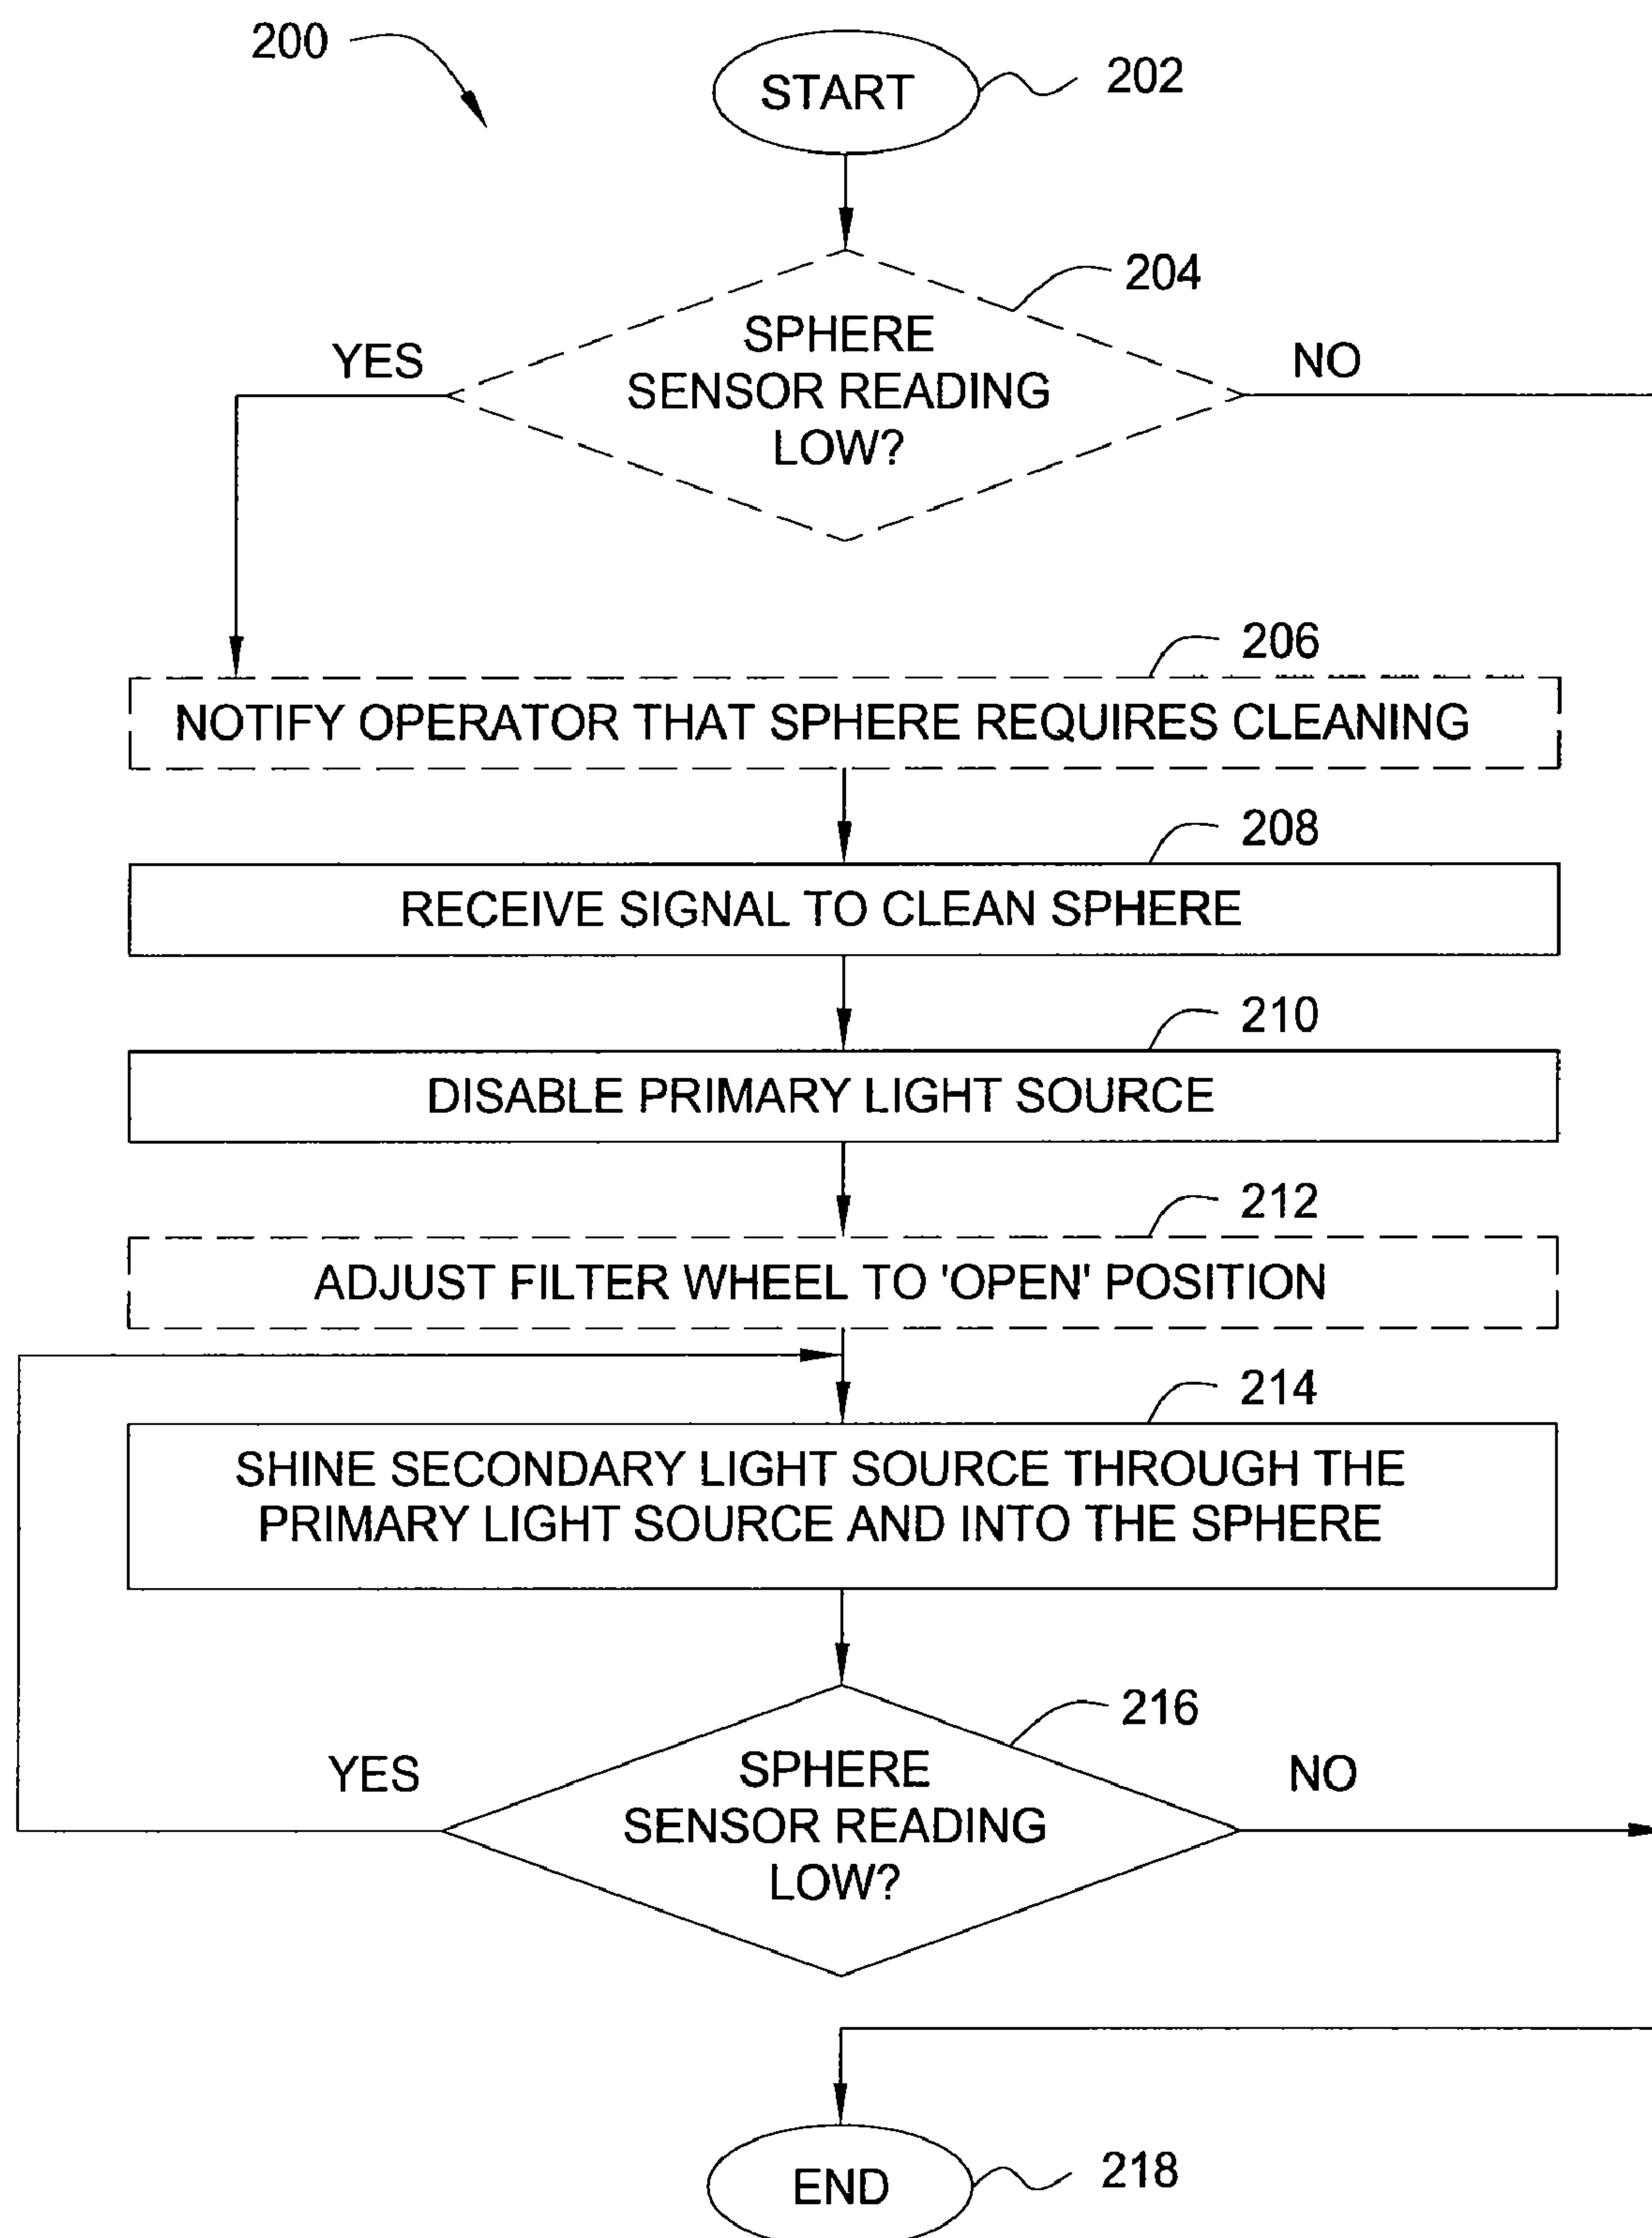 200
START
202
204
SPHERE
SENSOR READING
LOW?
YES
NO
206
NOTIFY OPERATOR THAT SPHERE REQUIRES CLEANING
208
RECEIVE SIGNAL TO CLEAN SPHERE
210
DISABLE PRIMARY LIGHT SOURCE
212
ADJUST FILTER WHEEL TO 'OPEN' POSITION
214
SHINE SECONDARY LIGHT SOURCE THROUGH THE
PRIMARY LIGHT SOURCE AND INTO THE SPHERE
216
SPHERE
SENSOR READING
LOW?
YES
NO
END
218